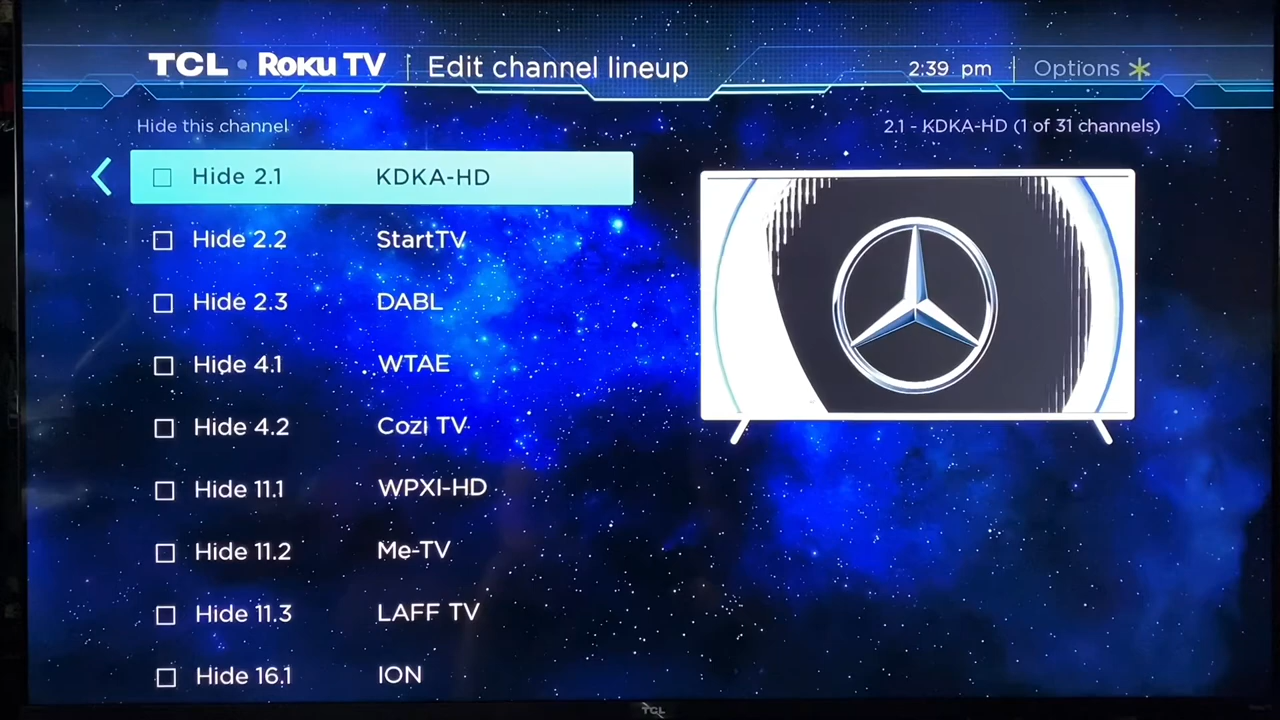 TCL • Roku TV | Edit channel lineup 2:39 pm | Options
Hide this channel 2.1 - KDKA-HD (1 of 31 channels)
Hide 2.1 KDKA-HD
Hide 2.2 StartTV
Hide 2.3 DABL
Hide 4.1 WTAE
Hide 4.2 Cozi TV
Hide 11.1 WPXI-HD
Hide 11.2 Me-TV
Hide 11.3 LAFF TV
Hide 16.1 ION
TCL